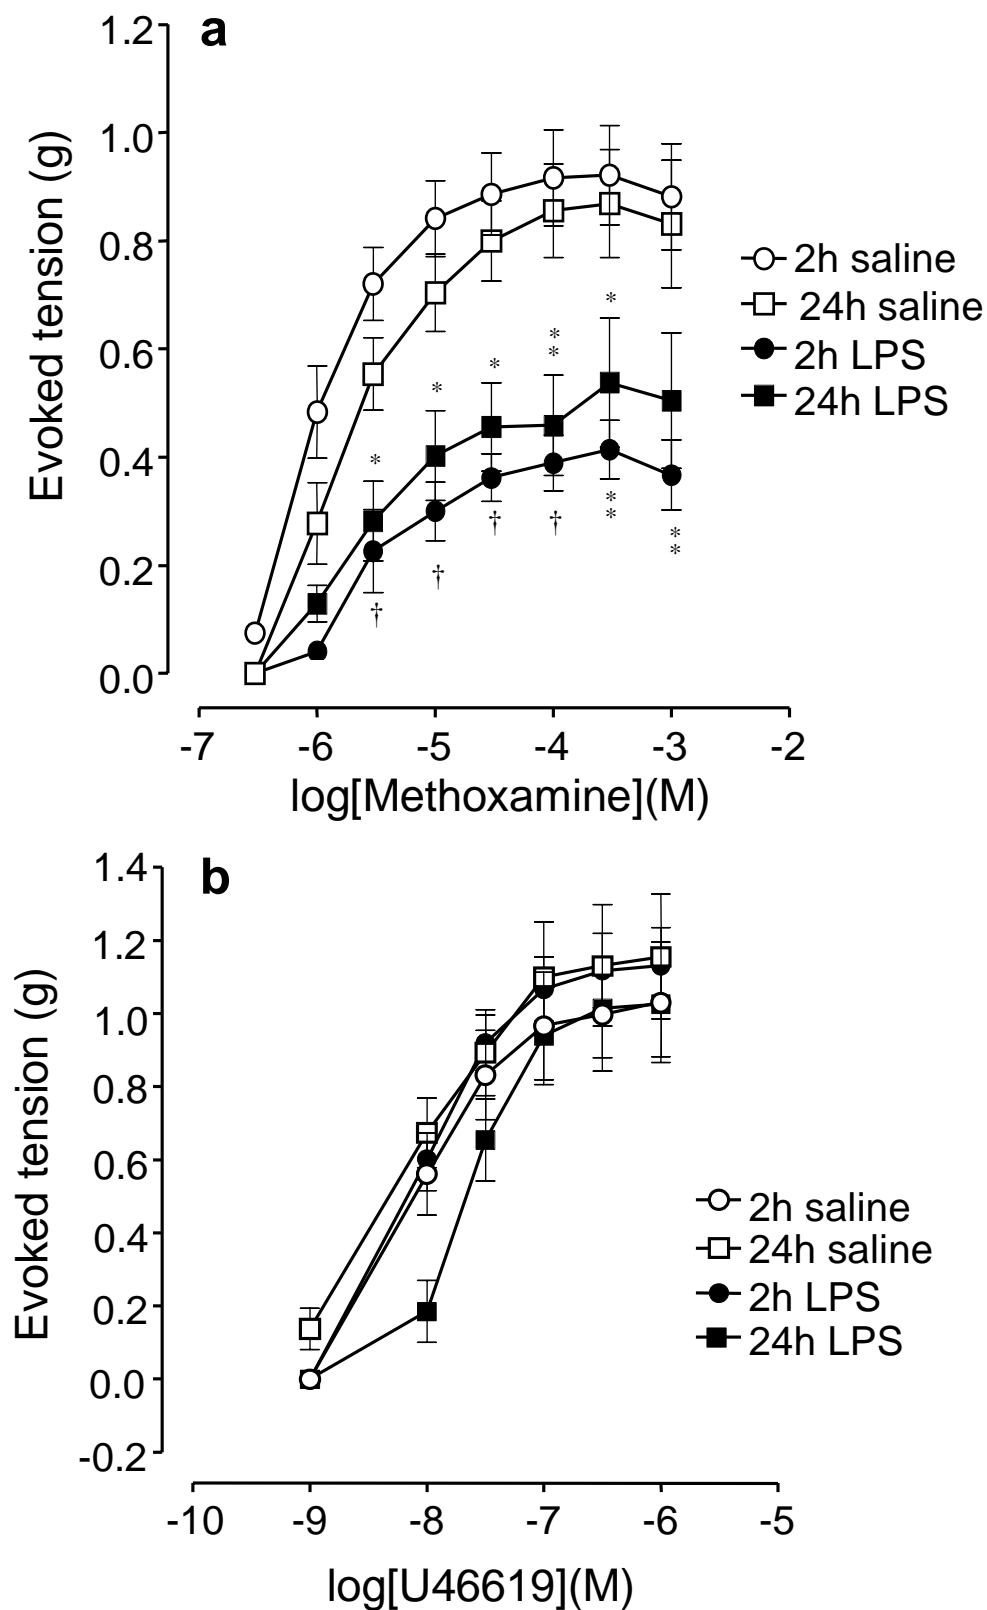 a
1.2
1.0
0.8
0.6
0.4
0.2
0.0
Evoked tension (g)
2h saline
24h saline
2h LPS
24h LPS
*
*
*
*
*
*
†
†
†
†
*
*
*
*
-7 -6 -5 -4 -3 -2
log[Methoxamine](M)
b
1.4
1.2
1.0
0.8
0.6
0.4
0.2
0.0
-0.2
Evoked tension (g)
2h saline
24h saline
2h LPS
24h LPS
-10 -9 -8 -7 -6 -5
log[U46619](M)